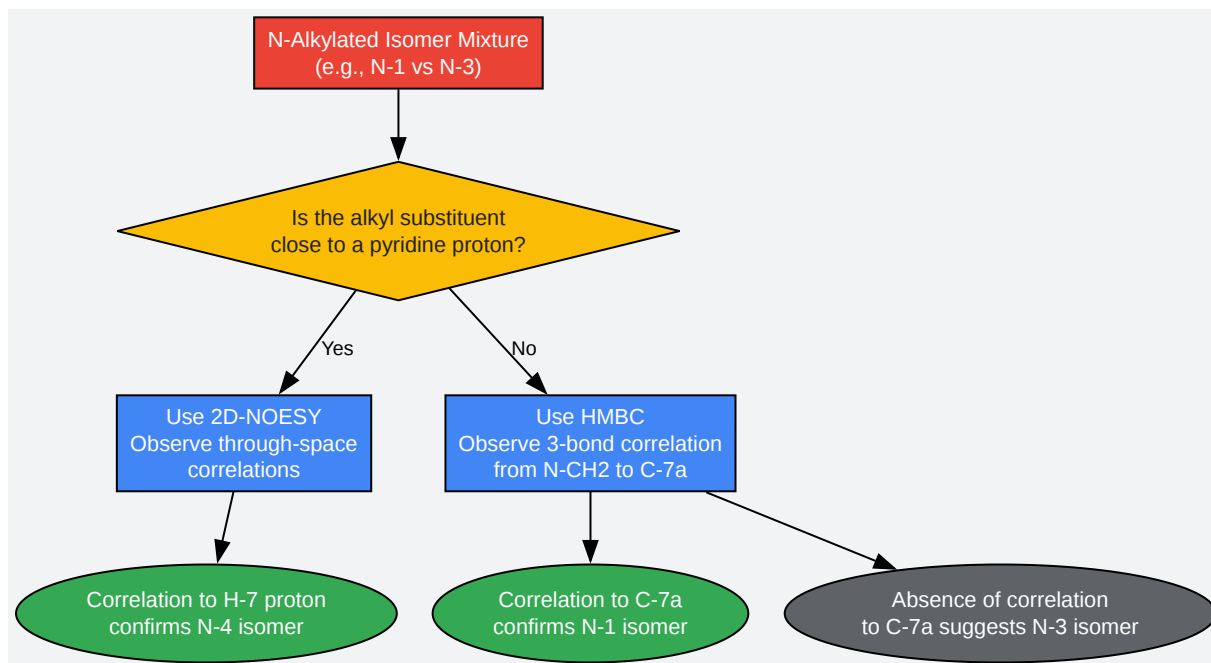 N-Alkylated Isomer Mixture
(e.g., N-1 vs N-3)
Is the alkyl substituent
close to a pyridine proton?
Yes
No
Use 2D-NOESY
Observe through-space
correlations
Use HMBC
Observe 3-bond correlation
from N-CH2 to C-7a
Correlation to H-7 proton
confirms N-4 isomer
Correlation to C-7a
confirms N-1 isomer
Absence of correlation
to C-7a suggests N-3 isomer